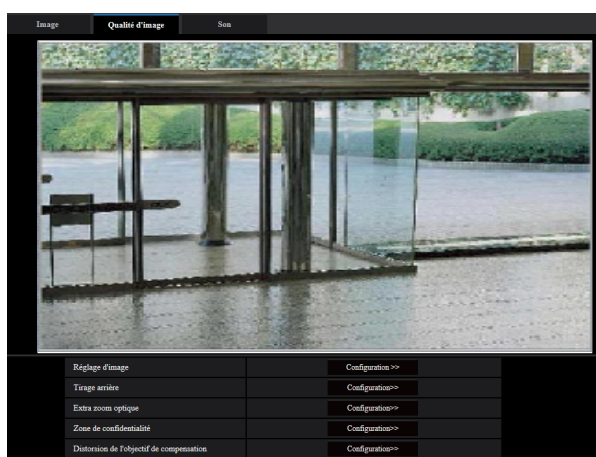 Image Qualité d'image Son
Réglage d'image Configuration >>
Tirage arrière Configuration>>
Extra zoom optique Configuration>>
Zone de confidentialité Configuration>>
Distorsion de l'objectif de compensation Configuration>>